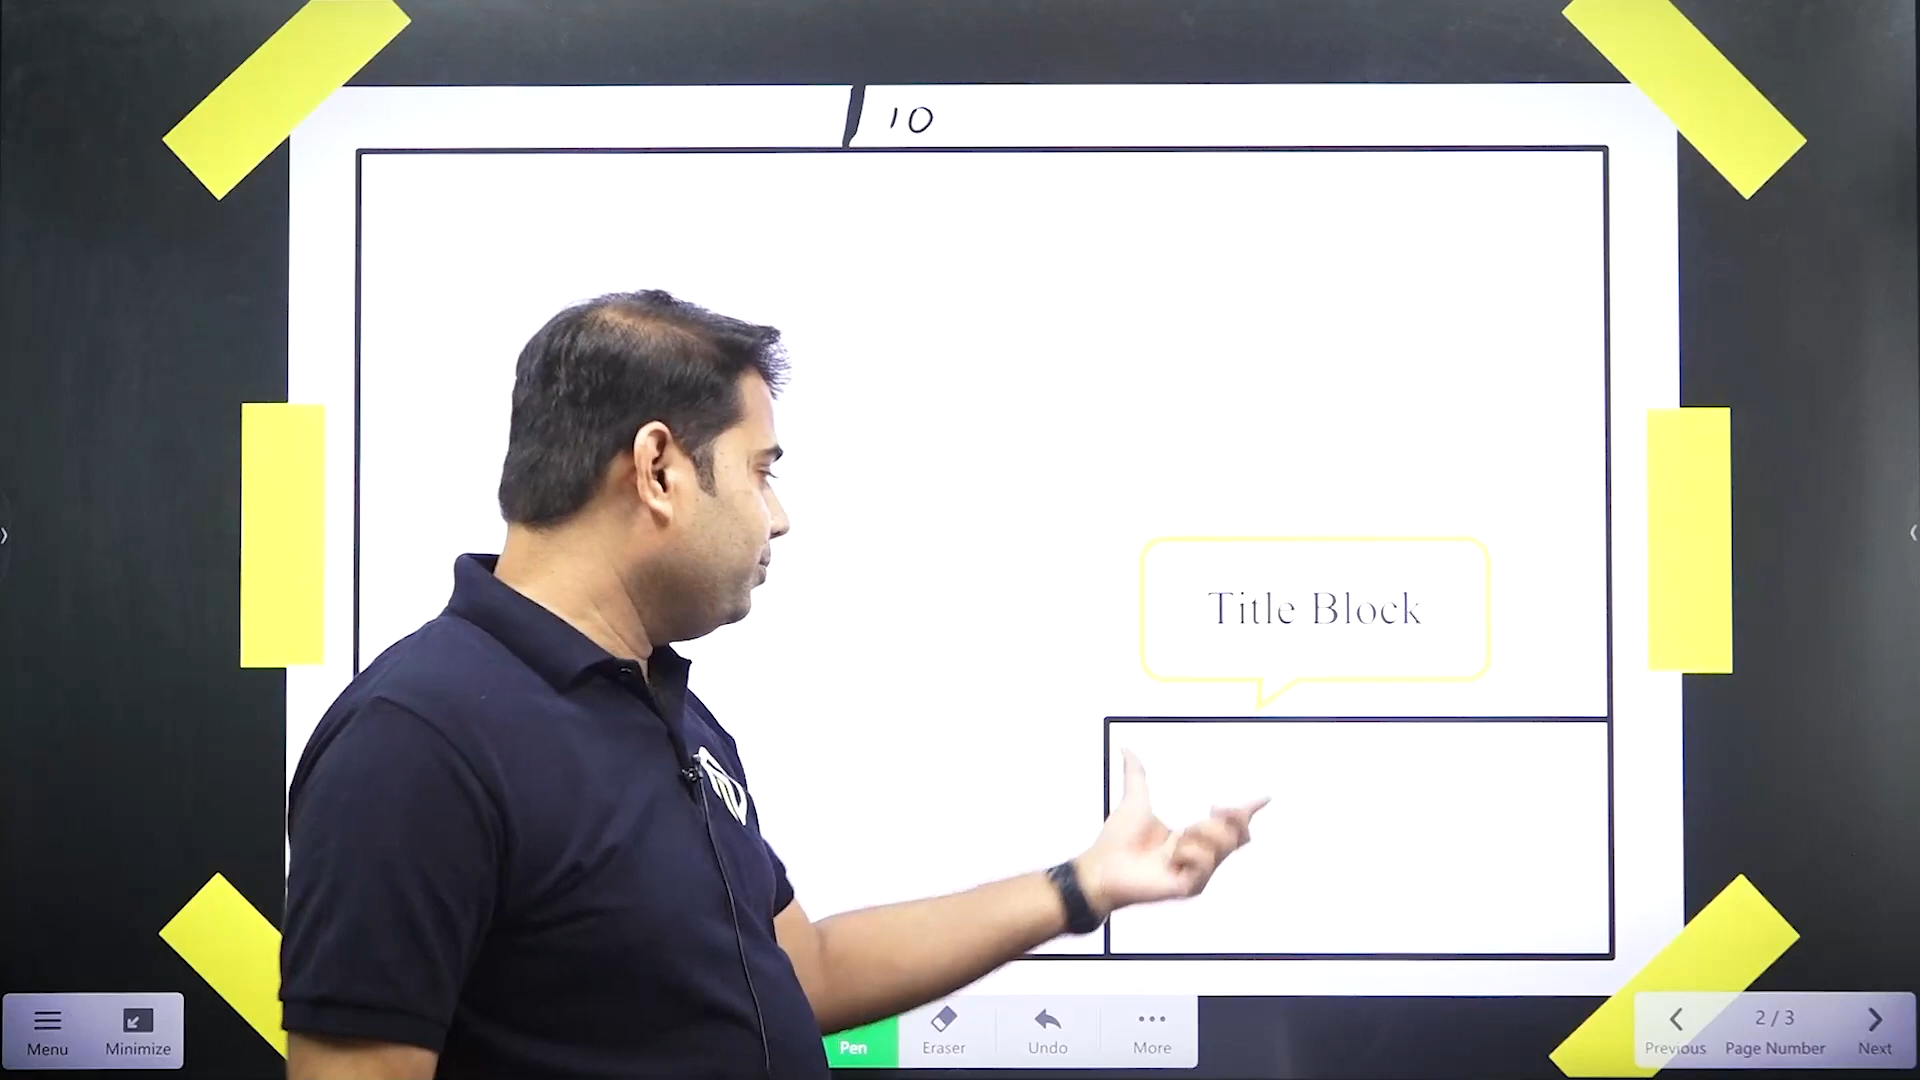 10
Title Block
Menu
Minimize
Pen
Eraser
Undo
More
2 / 3
Previous
Page Number
Next